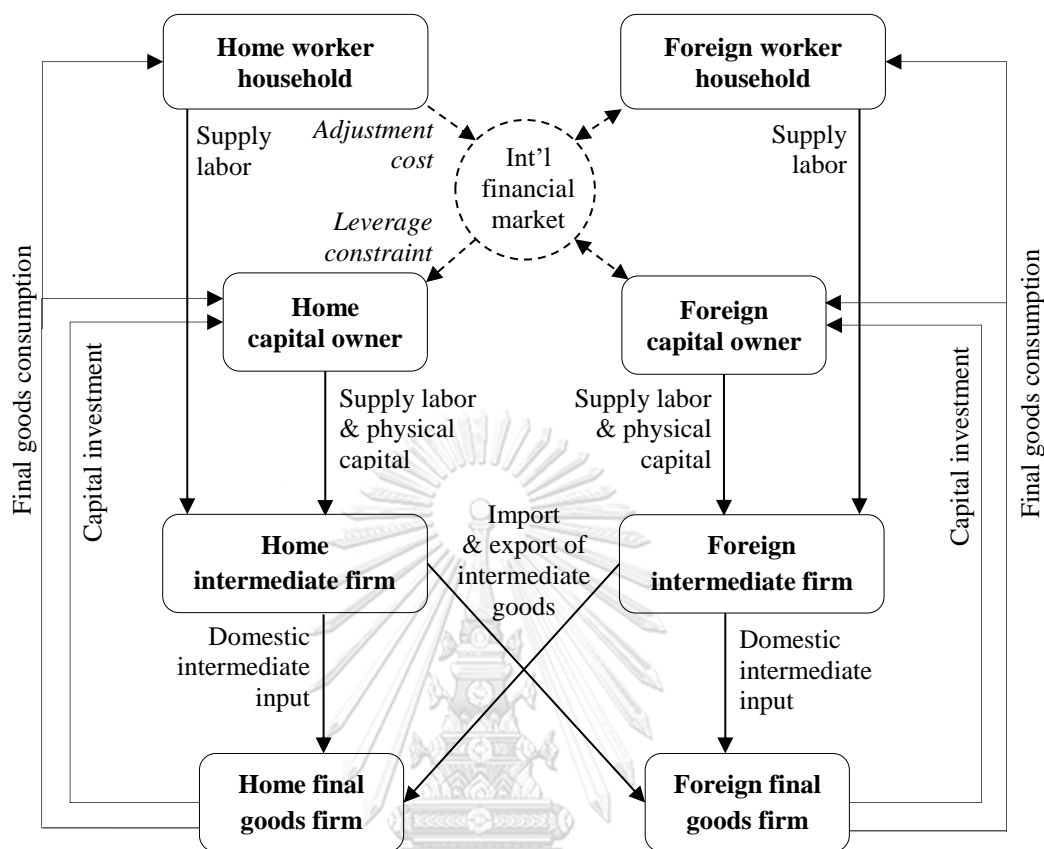 Home worker
household
Foreign worker
household
Supply
labor
Adjustment
cost
Int'l
financial
market
Supply
labor
Leverage
constraint
Home
capital owner
Foreign
capital owner
Final goods consumption
Capital investment
Supply labor
& physical
capital
Supply labor
& physical
capital
Capital investment
Final goods consumption
Home
intermediate firm
Import
& export of
intermediate
goods
Foreign
intermediate firm
Domestic
intermediate
input
Domestic
intermediate
input
Home final
goods firm
Foreign final
goods firm